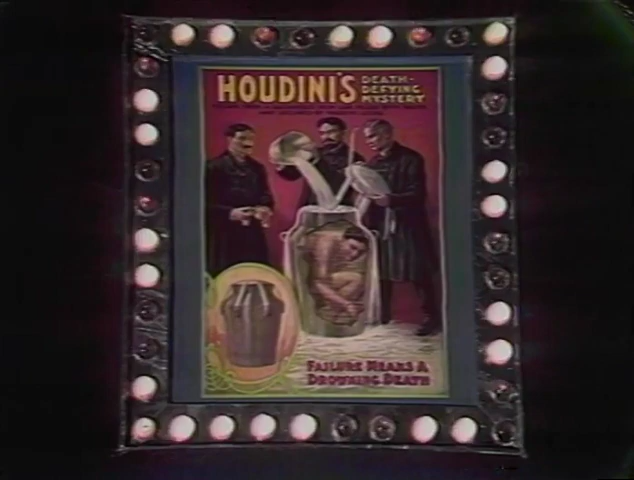 HOUDINI'S
DEATH-
DEFYING
MYSTERY
FAILURE MEANS A
DROWNING DEATH